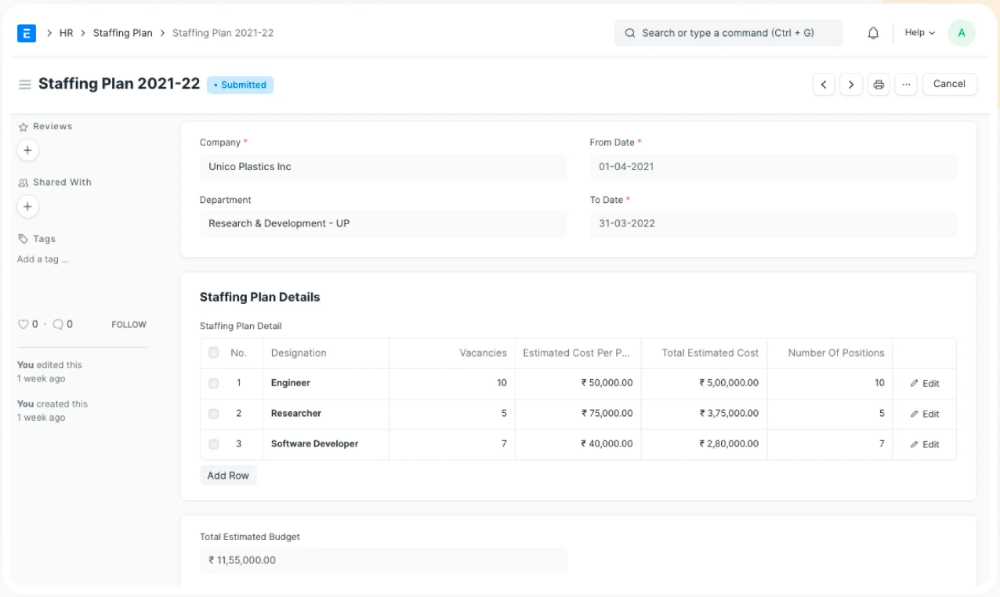 E > HR > Staffing Plan > Staffing Plan 2021-22
Search or type a command (Ctrl + G)
Help
A
Staffing Plan 2021-22
• Submitted
...
Cancel
Reviews
+
Shared With
+
Tags
Add a tag ...
0 · 0
FOLLOW
You edited this
1 week ago
You created this
1 week ago
Company *
Unico Plastics Inc
From Date *
01-04-2021
Department
Research & Development - UP
To Date *
31-03-2022
Staffing Plan Details
Staffing Plan Detail
No. Designation Vacancies Estimated Cost Per P... Total Estimated Cost Number Of Positions
1 Engineer 10 ₹ 50,000.00 ₹ 5,00,000.00 10 Edit
2 Researcher 5 ₹ 75,000.00 ₹ 3,75,000.00 5 Edit
3 Software Developer 7 ₹ 40,000.00 ₹ 2,80,000.00 7 Edit
Add Row
Total Estimated Budget
₹ 11,55,000.00